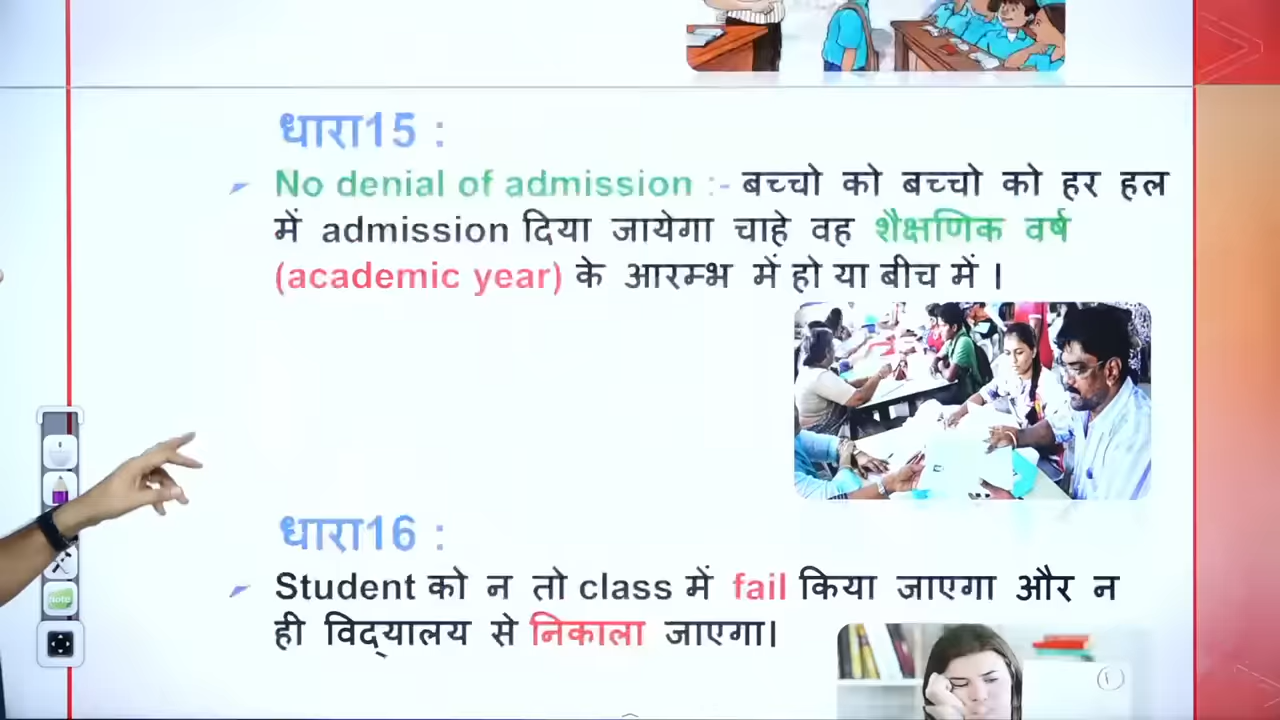 धारा15 :
No denial of admission :- बच्चो को बच्चो को हर हल
में admission दिया जायेगा चाहे वह शैक्षणिक वर्ष
(academic year) के आरम्भ में हो या बीच में ।
धारा16 :
Student को न तो class में fail किया जाएगा और न
ही विद्यालय से निकाला जाएगा।
Note